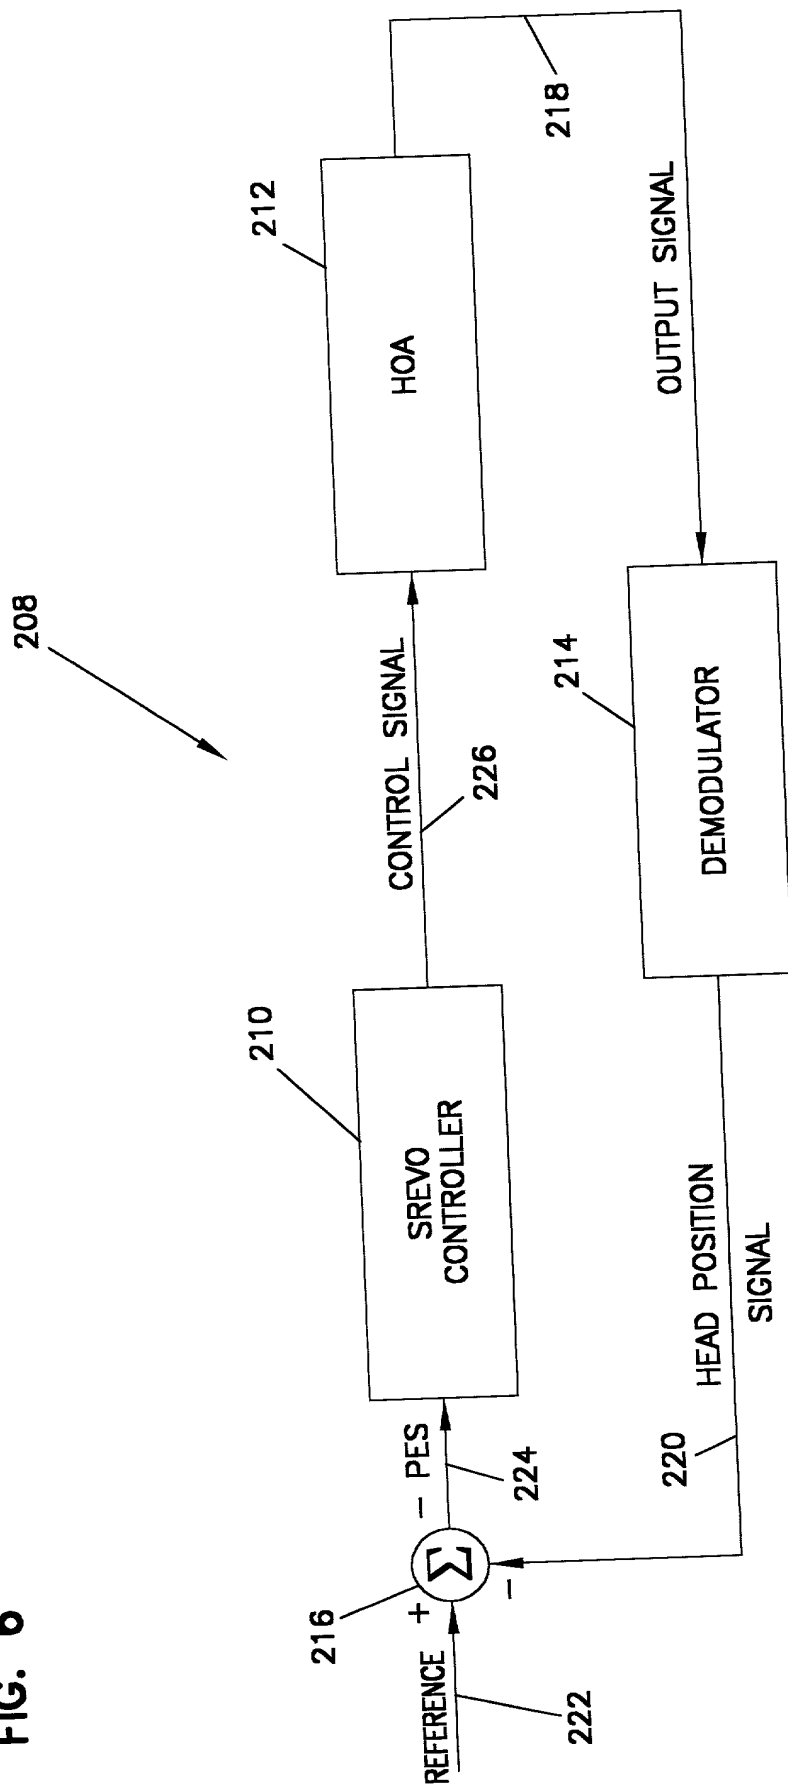 FIG. 6
208
REFERENCE
222
216
+
-
Σ
- PES
224
210
SREVO
CONTROLLER
CONTROL SIGNAL
226
212
HOA
218
OUTPUT SIGNAL
214
DEMODULATOR
HEAD POSITION
SIGNAL
220